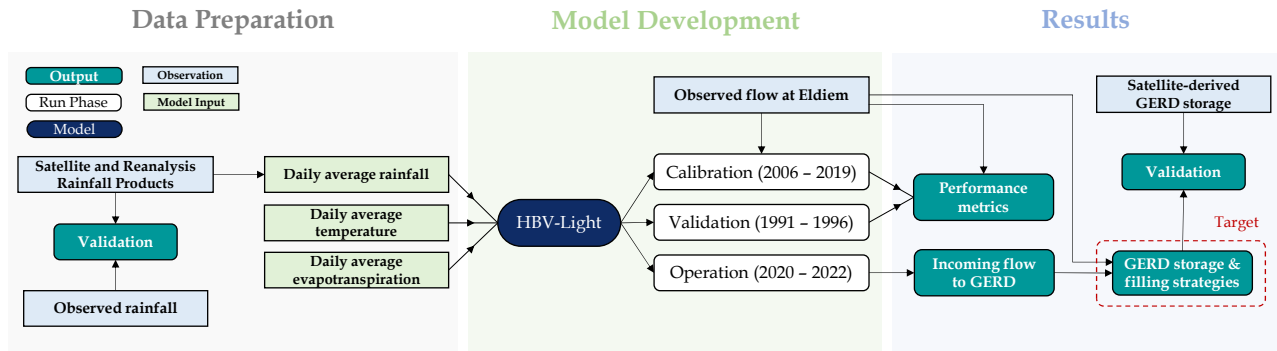 Data Preparation
Model Development
Results
Output
Observation
Run Phase
Model Input
Model
Satellite and Reanalysis
Rainfall Products
Validation
Observed rainfall
Daily average rainfall
Daily average
temperature
Daily average
evapotranspiration
HBV-Light
Observed flow at Eldiem
Calibration (2006 – 2019)
Validation (1991 – 1996)
Operation (2020 – 2022)
Performance
metrics
Incoming flow
to GERD
Satellite-derived
GERD storage
Validation
Target
GERD storage &
filling strategies